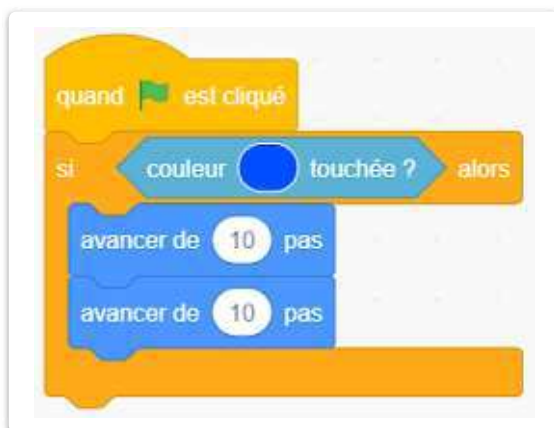 quand est cliqué
si couleur touchée ? alors
avancer de 10 pas
avancer de 10 pas